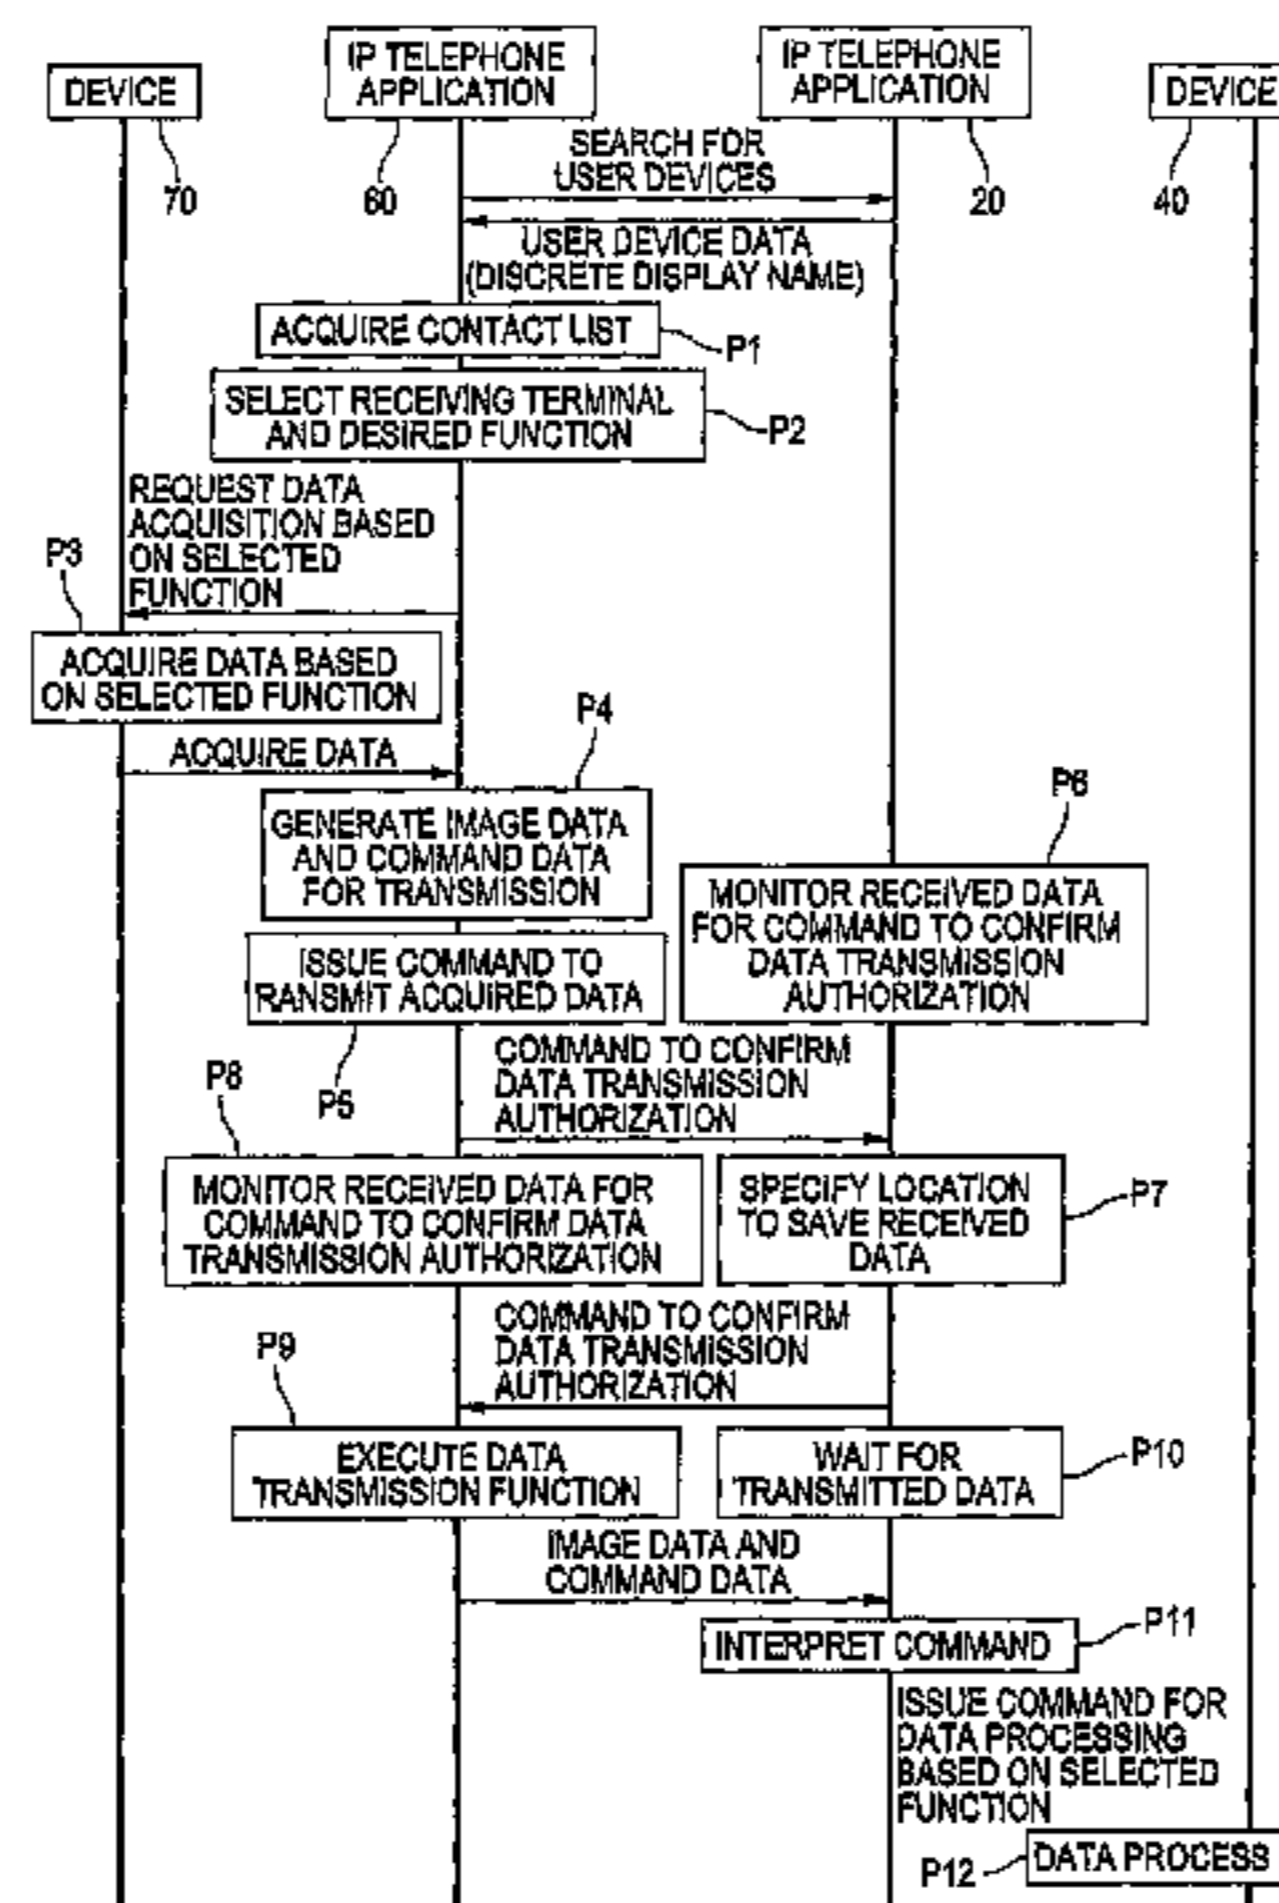 DEVICE
IP TELEPHONE
APPLICATION
IP TELEPHONE
APPLICATION
DEVICE
70
60
20
40
SEARCH FOR
USER DEVICES
USER DEVICE DATA
(DISCRETE DISPLAY NAME)
ACQUIRE CONTACT LIST
P1
SELECT RECEIVING TERMINAL
AND DESIRED FUNCTION
P2
REQUEST DATA
ACQUISITION BASED
ON SELECTED
FUNCTION
P3
ACQUIRE DATA BASED
ON SELECTED FUNCTION
ACQUIRE DATA
P4
GENERATE IMAGE DATA
AND COMMAND DATA
FOR TRANSMISSION
P6
MONITOR RECEIVED DATA
FOR COMMAND TO CONFIRM
DATA TRANSMISSION
AUTHORIZATION
ISSUE COMMAND TO
RANSMIT ACQUIRED DATA
P5
COMMAND TO CONFIRM
DATA TRANSMISSION
AUTHORIZATION
P8
MONITOR RECEIVED DATA FOR
COMMAND TO CONFIRM DATA
TRANSMISSION AUTHORIZATION
SPECIFY LOCATION
TO SAVE RECEIVED
DATA
P7
COMMAND TO CONFIRM
DATA TRANSMISSION
AUTHORIZATION
P9
EXECUTE DATA
TRANSMISSION FUNCTION
WAIT FOR
TRANSMITTED DATA
P10
IMAGE DATA AND
COMMAND DATA
INTERPRET COMMAND
P11
ISSUE COMMAND FOR
DATA PROCESSING
BASED ON SELECTED
FUNCTION
P12
DATA PROCESS